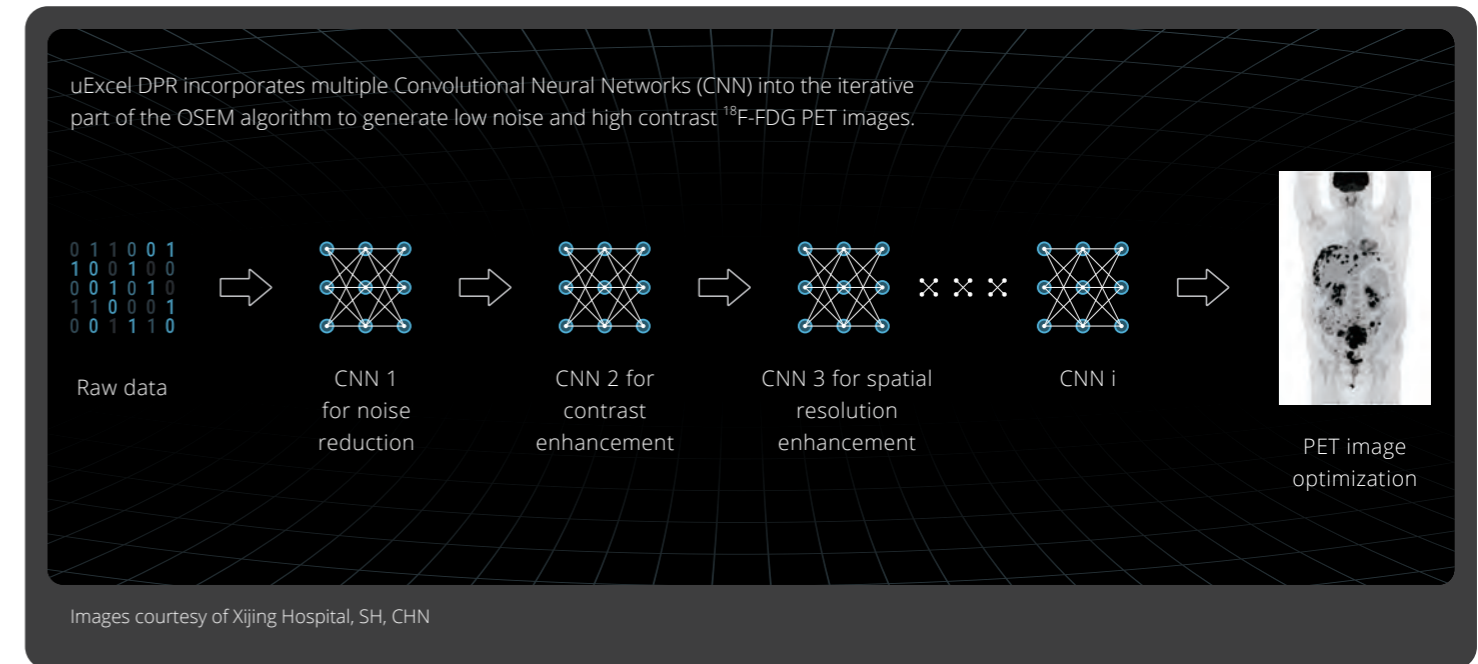 uExcel DPR incorporates multiple Convolutional Neural Networks (CNN) into the iterative
part of the OSEM algorithm to generate low noise and high contrast ¹⁸F-FDG PET images.
0 1 1 0 0 1
1 0 0 1 0 0
0 0 1 0 1 0
1 1 0 0 0 1
0 0 1 1 1 0
Raw data
CNN 1
for noise
reduction
CNN 2 for
contrast
enhancement
CNN 3 for spatial
resolution
enhancement
CNN i
PET image
optimization
Images courtesy of Xijing Hospital, SH, CHN